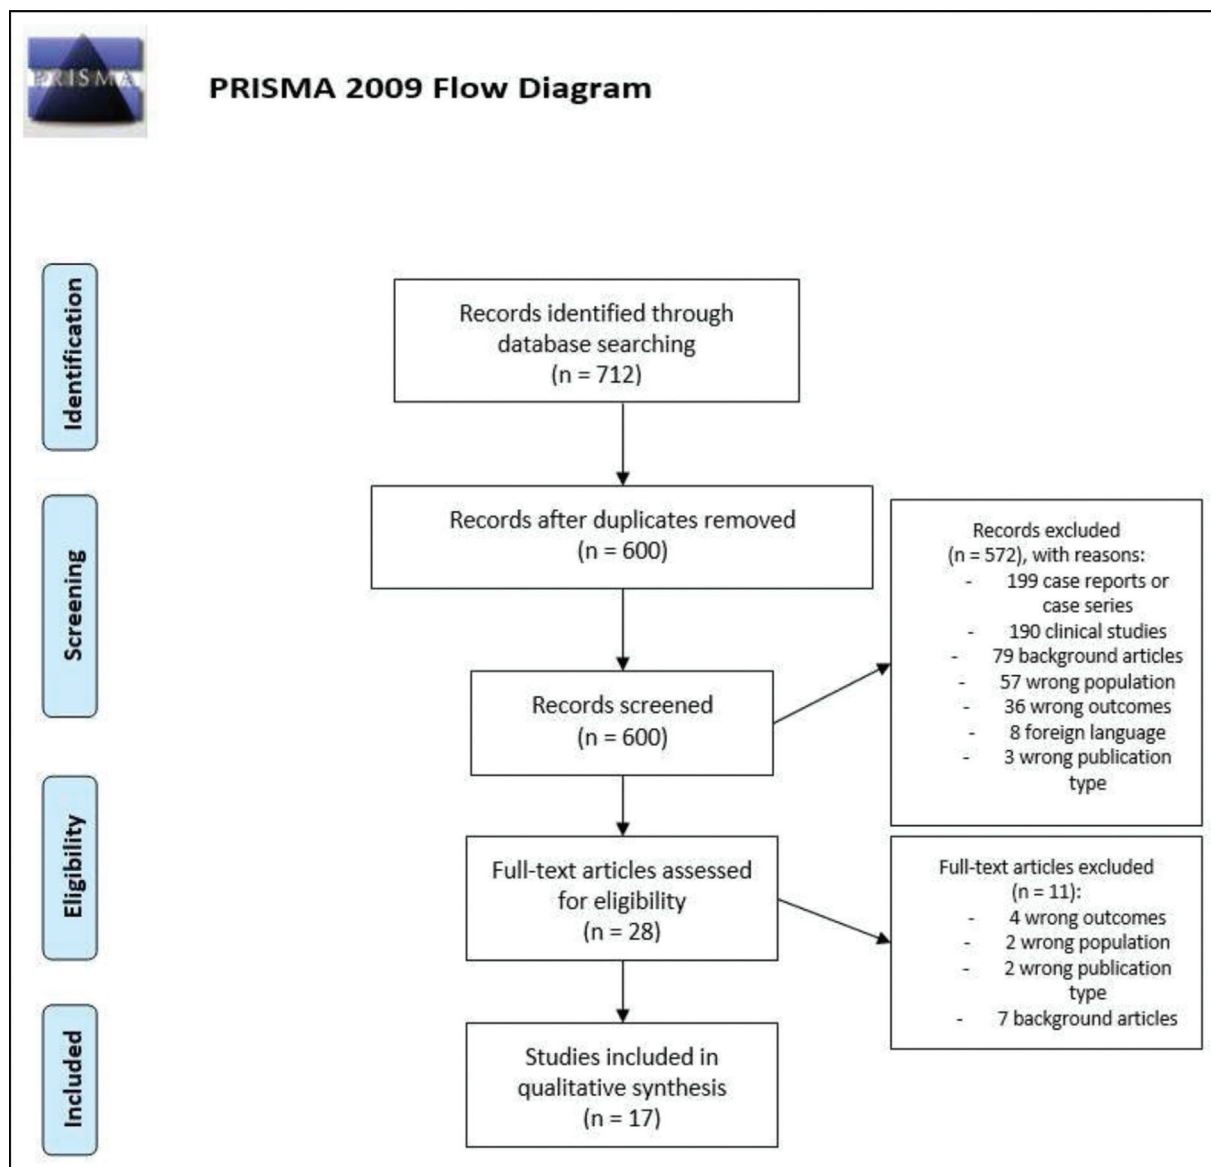 PRISMA
PRISMA 2009 Flow Diagram
Identification
Records identified through
database searching
(n = 712)
Screening
Records after duplicates removed
(n = 600)
Records screened
(n = 600)
Records excluded
(n = 572), with reasons:
- 199 case reports or
case series
- 190 clinical studies
- 79 background articles
- 57 wrong population
- 36 wrong outcomes
- 8 foreign language
- 3 wrong publication
type
Eligibility
Full-text articles assessed
for eligibility
(n = 28)
Full-text articles excluded
(n = 11):
- 4 wrong outcomes
- 2 wrong population
- 2 wrong publication
type
- 7 background articles
Included
Studies included in
qualitative synthesis
(n = 17)